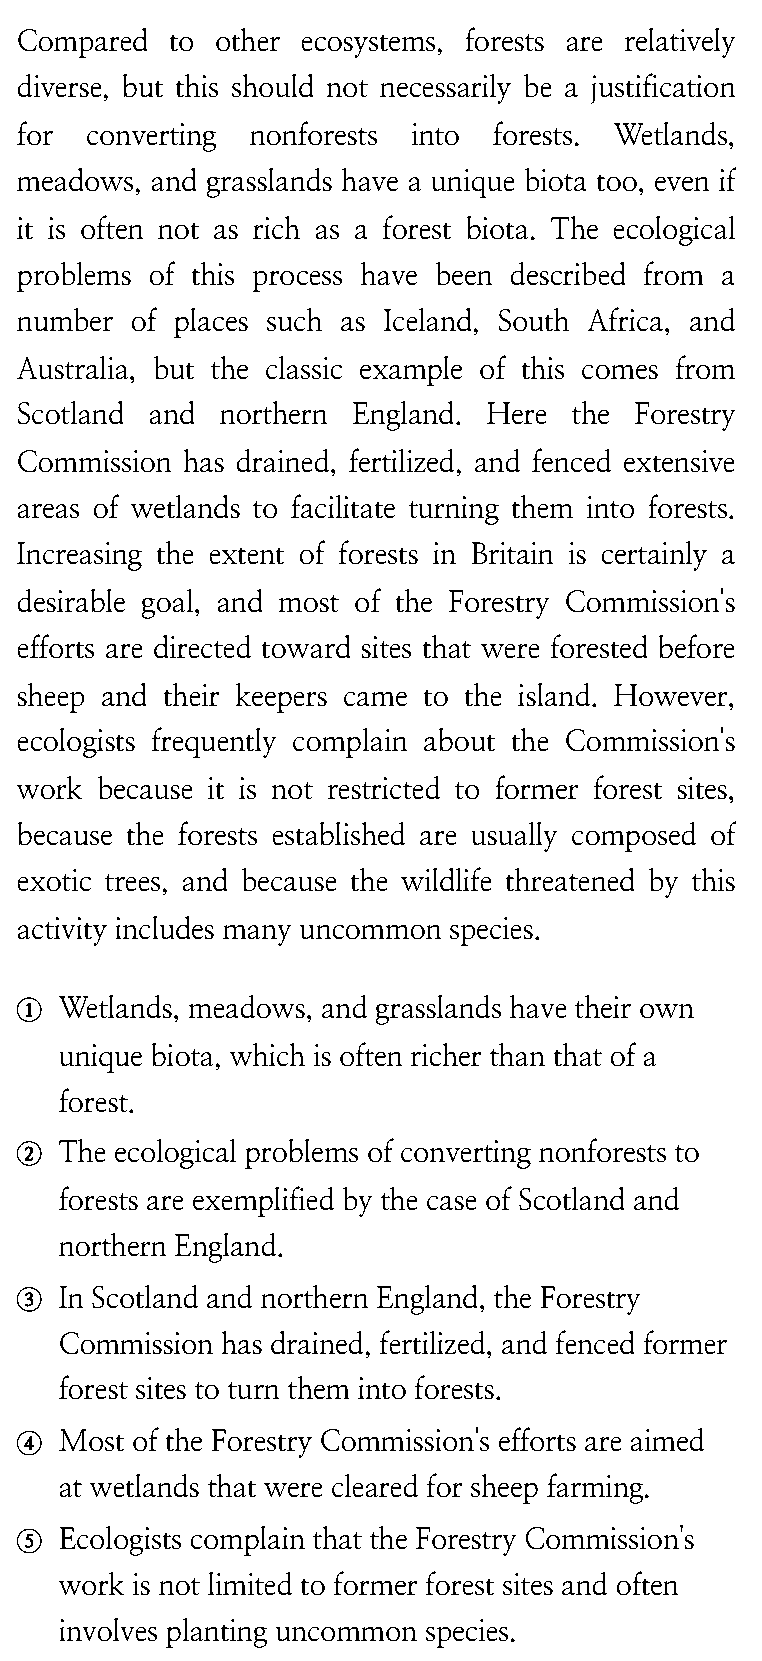 Compared to other ecosystems, forests are relatively
diverse, but this should not necessarily be a justification
for converting nonforests into forests. Wetlands,
meadows, and grasslands have a unique biota too, even if
it is often not as rich as a forest biota. The ecological
problems of this process have been described from a
number of places such as Iceland, South Africa, and
Australia, but the classic example of this comes from
Scotland and northern England. Here the Forestry
Commission has drained, fertilized, and fenced extensive
areas of wetlands to facilitate turning them into forests.
Increasing the extent of forests in Britain is certainly a
desirable goal, and most of the Forestry Commission's
efforts are directed toward sites that were forested before
sheep and their keepers came to the island. However,
ecologists frequently complain about the Commission's
work because it is not restricted to former forest sites,
because the forests established are usually composed of
exotic trees, and because the wildlife threatened by this
activity includes many uncommon species.
① Wetlands, meadows, and grasslands have their own
unique biota, which is often richer than that of a
forest.
② The ecological problems of converting nonforests to
forests are exemplified by the case of Scotland and
northern England.
③ In Scotland and northern England, the Forestry
Commission has drained, fertilized, and fenced former
forest sites to turn them into forests.
④ Most of the Forestry Commission's efforts are aimed
at wetlands that were cleared for sheep farming.
⑤ Ecologists complain that the Forestry Commission's
work is not limited to former forest sites and often
involves planting uncommon species.